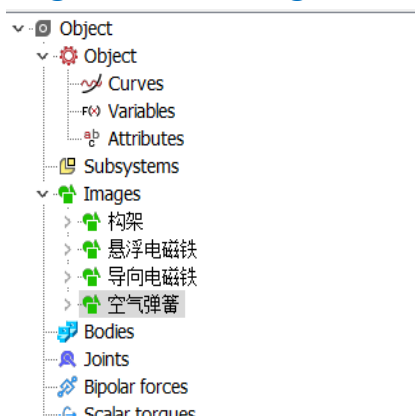 Object
Object
Curves
F(x) Variables
ab c Attributes
Subsystems
Images
构架
悬浮电磁铁
导向电磁铁
空气弹簧
Bodies
Joints
Bipolar forces
Scalar torques